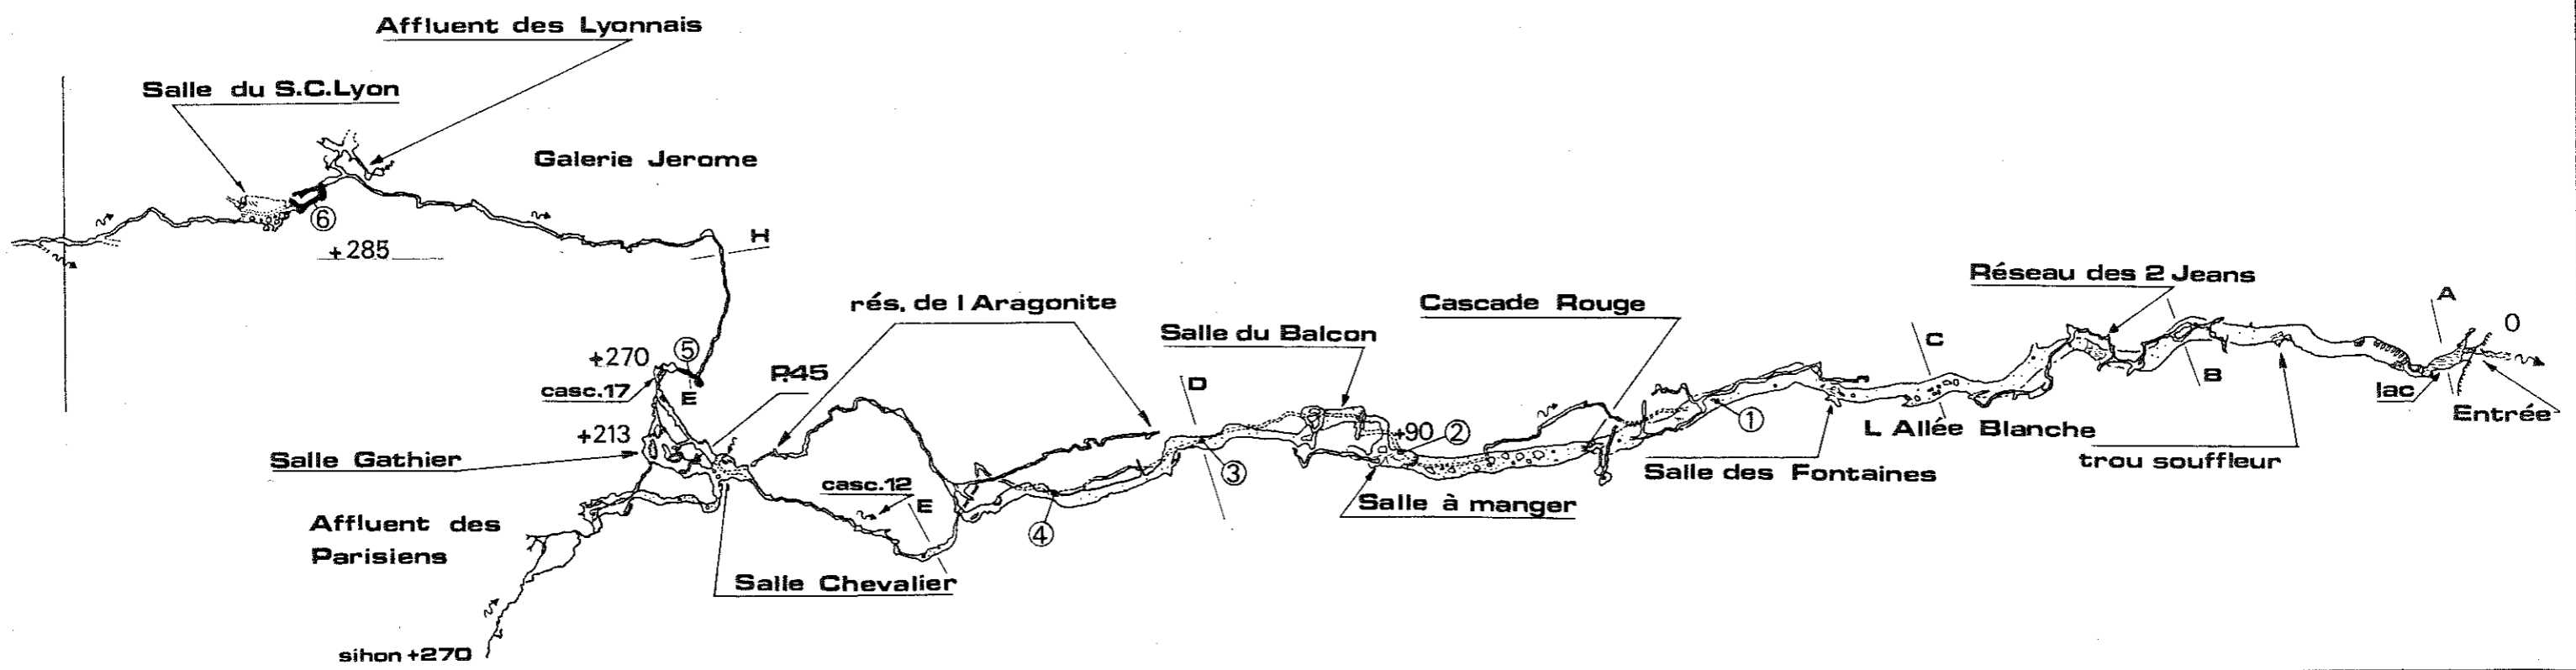 Affluent des Lyonnais
Salle du S.C.Lyon
Galerie Jerome
6
+285
H
Réseau des 2 Jeans
A
O
rés. de l Aragonite
Cascade Rouge
Salle du Balcon
C
B
lac
Entrée
+270
5
P.45
casc.17
E
D
+213
+90
2
1
L Allée Blanche
trou souffleur
Salle Gathier
3
Salle des Fontaines
casc.12
E
Salle à manger
4
Affluent des
Parisiens
Salle Chevalier
sihon +270